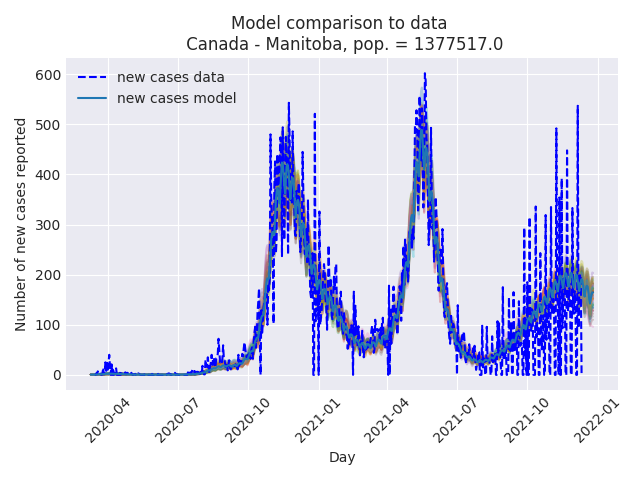 Model comparison to data
Canada - Manitoba, pop. = 1377517.0
new cases data
new cases model
Number of new cases reported
600
500
400
300
200
100
0
2020-04
2020-07
2020-10
2021-01
2021-04
2021-07
2021-10
2022-01
Day